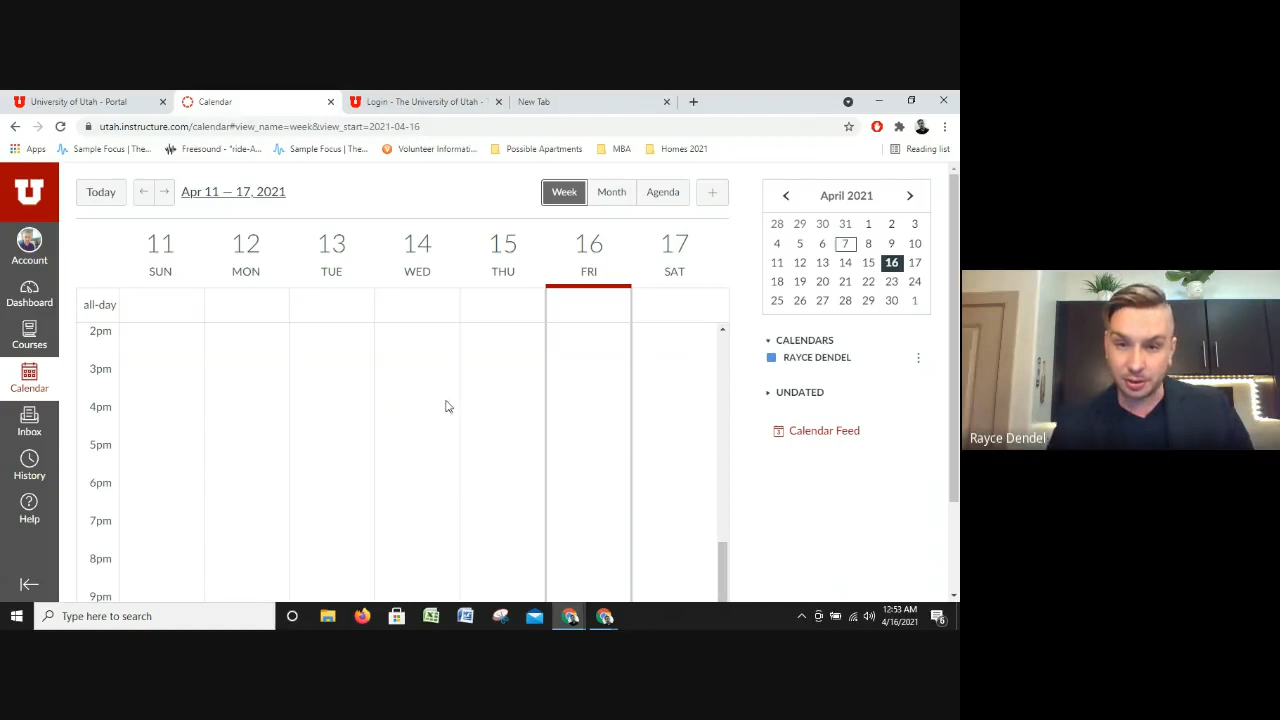 University of Utah - Portal
Calendar
Login - The University of Utah -
New Tab
utah.instructure.com/calendar#view_name=week&view_start=2021-04-16
Apps
Sample Focus | The...
Freesound - "ride-A...
Sample Focus | The...
Volunteer Informati...
Possible Apartments
MBA
Homes 2021
Reading list
U
Account
Dashboard
Courses
Calendar
Inbox
History
Help
Today
Apr 11 — 17, 2021
Week
Month
Agenda
11 12 13 14 15 16 17
SUN MON TUE WED THU FRI SAT
all-day
2pm
3pm
4pm
5pm
6pm
7pm
8pm
9pm
April 2021
28 29 30 31 1 2 3
4 5 6 7 8 9 10
11 12 13 14 15 16 17
18 19 20 21 22 23 24
25 26 27 28 29 30 1
CALENDARS
RAYCE DENDEL
UNDATED
Calendar Feed
Rayce Dendel
Type here to search
12:53 AM
4/16/2021
6